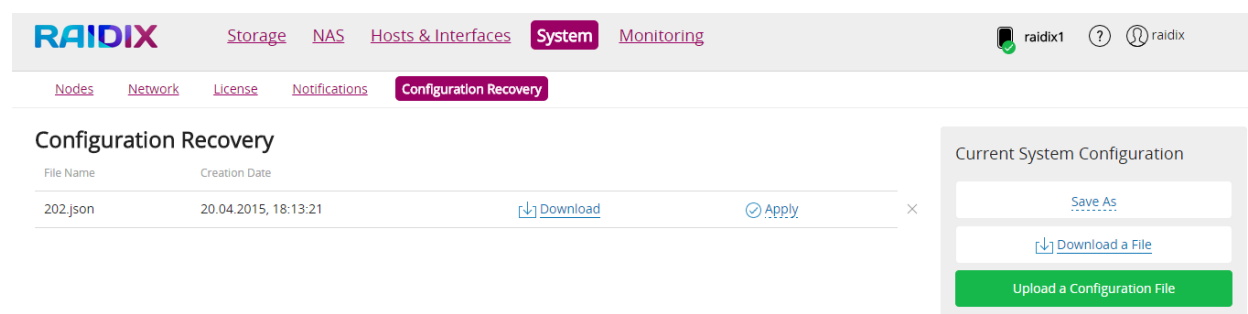 RAIDIX Storage NAS Hosts & Interfaces System Monitoring raidix1 ? raidix
Nodes Network License Notifications Configuration Recovery
Configuration Recovery
File Name Creation Date
202.json 20.04.2015, 18:13:21 Download Apply
Current System Configuration
Save As
Download a File
Upload a Configuration File